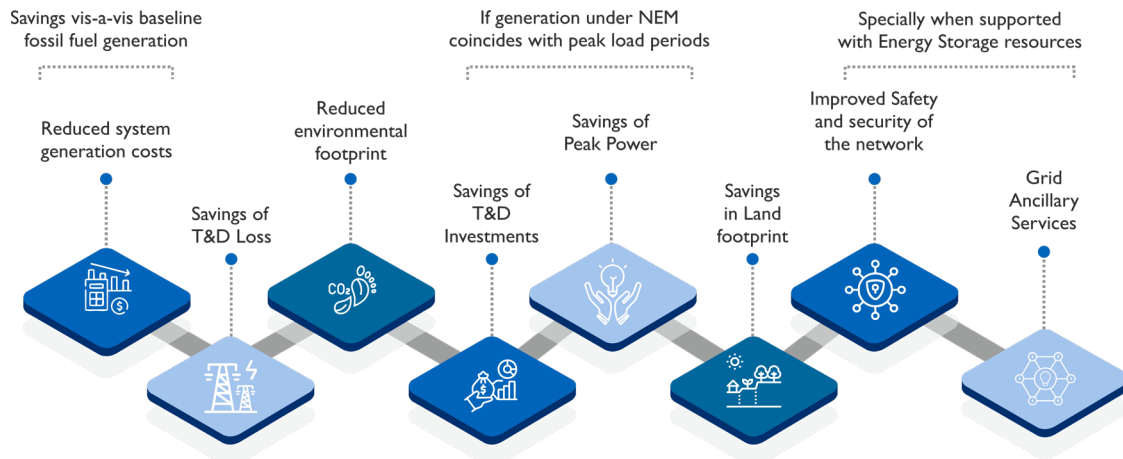 Savings vis-a-vis baseline
fossil fuel generation
If generation under NEM
coincides with peak load periods
Specially when supported
with Energy Storage resources
Reduced system
generation costs
Savings of
T&D Loss
Reduced
environmental
footprint
Savings of
T&D
Investments
Savings of
Peak Power
Savings
in Land
footprint
Improved Safety
and security of
the network
Grid
Ancillary
Services
$
CO₂
$